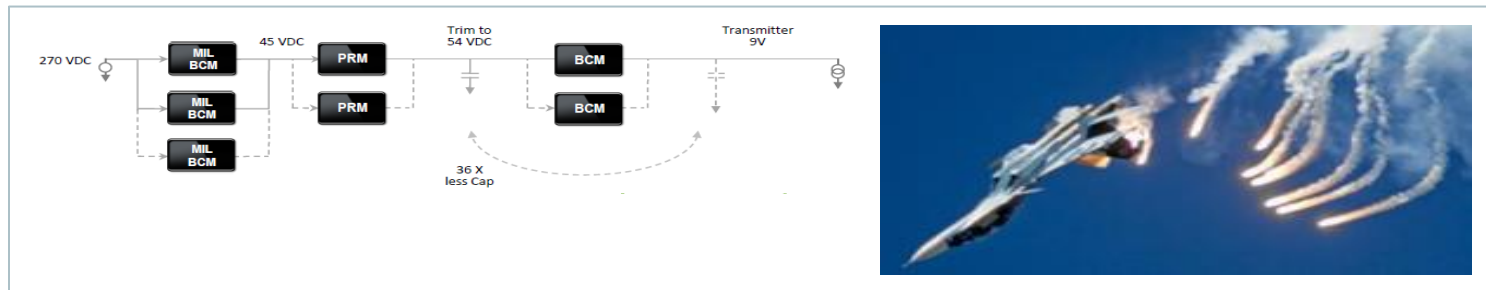 270 VDC
MIL
BCM
MIL
BCM
MIL
BCM
45 VDC
PRM
PRM
Trim to
54 VDC
36 X
less Cap
BCM
BCM
Transmitter
9V